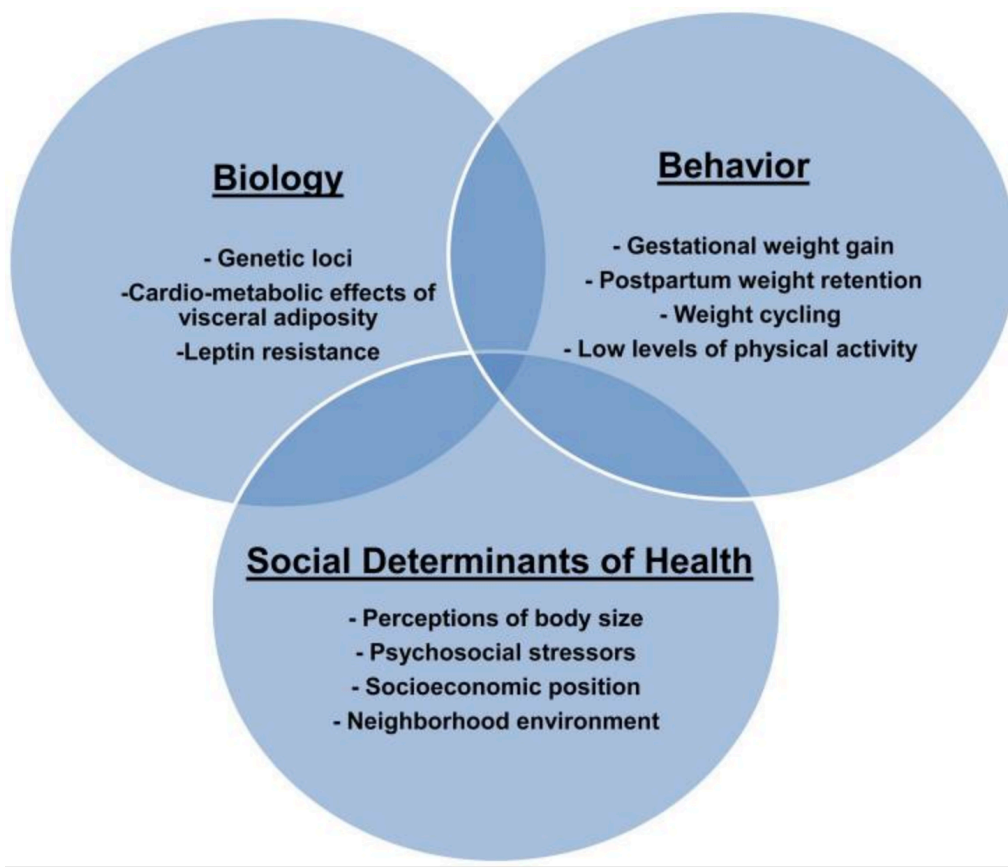 Biology
- Genetic loci
-Cardio-metabolic effects of
visceral adiposity
-Leptin resistance
Behavior
- Gestational weight gain
- Postpartum weight retention
- Weight cycling
- Low levels of physical activity
Social Determinants of Health
- Perceptions of body size
- Psychosocial stressors
- Socioeconomic position
- Neighborhood environment